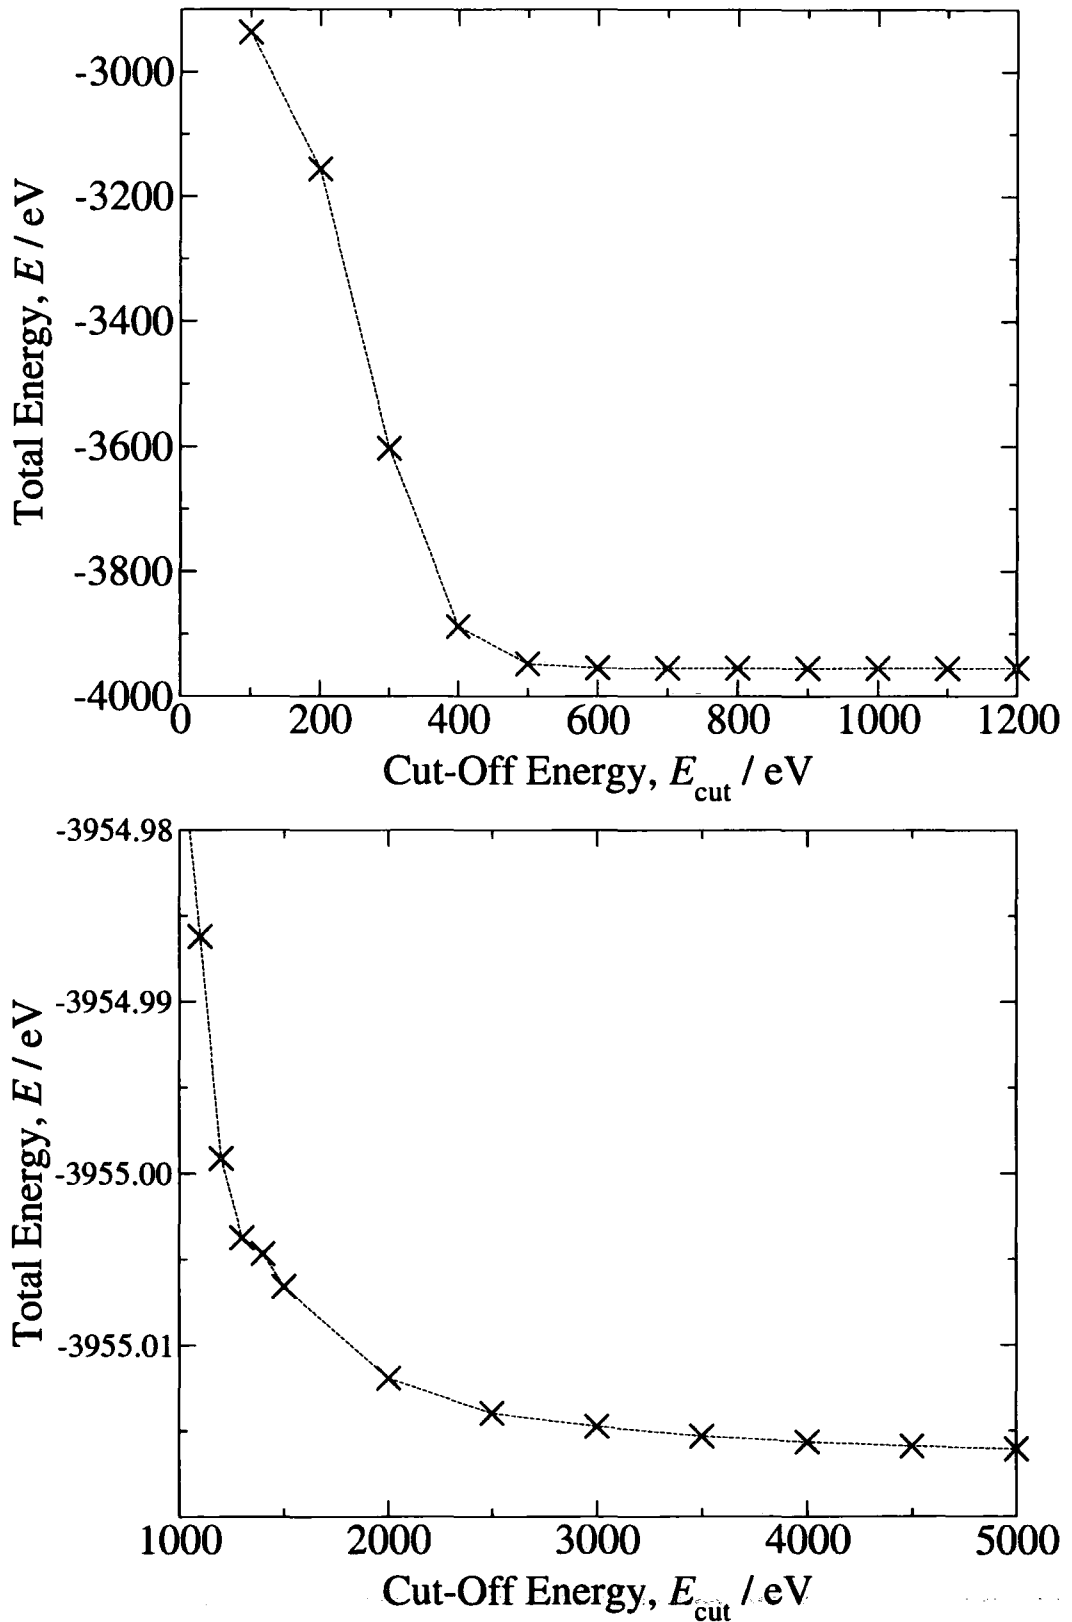 -3000
-3200
-3400
-3600
-3800
-4000
Total Energy, E / eV
0 200 400 600 800 1000 1200
Cut-Off Energy, Ecut / eV
-3954.98
-3954.99
-3955.00
-3955.01
Total Energy, E / eV
1000 2000 3000 4000 5000
Cut-Off Energy, Ecut / eV